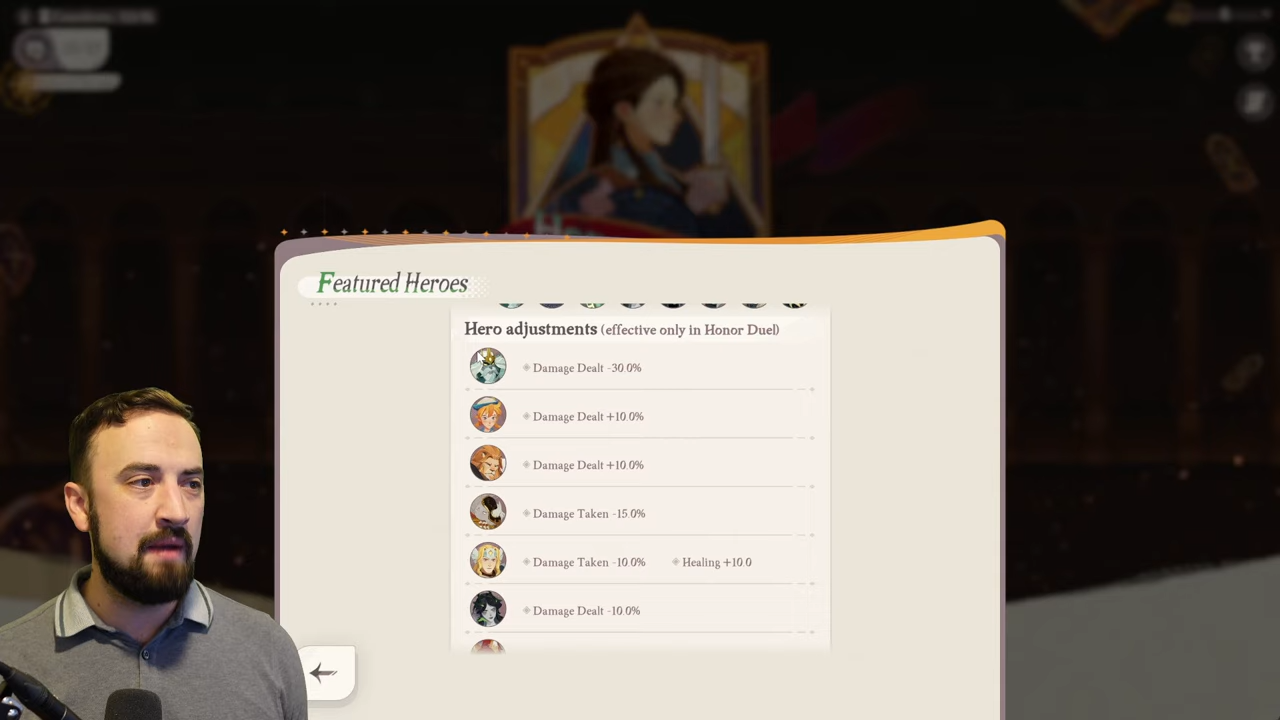 Featured Heroes
Hero adjustments (effective only in Honor Duel)
Damage Dealt -30.0%
Damage Dealt +10.0%
Damage Dealt +10.0%
Damage Taken -15.0%
Damage Taken -10.0% Healing +10.0
Damage Dealt -10.0%